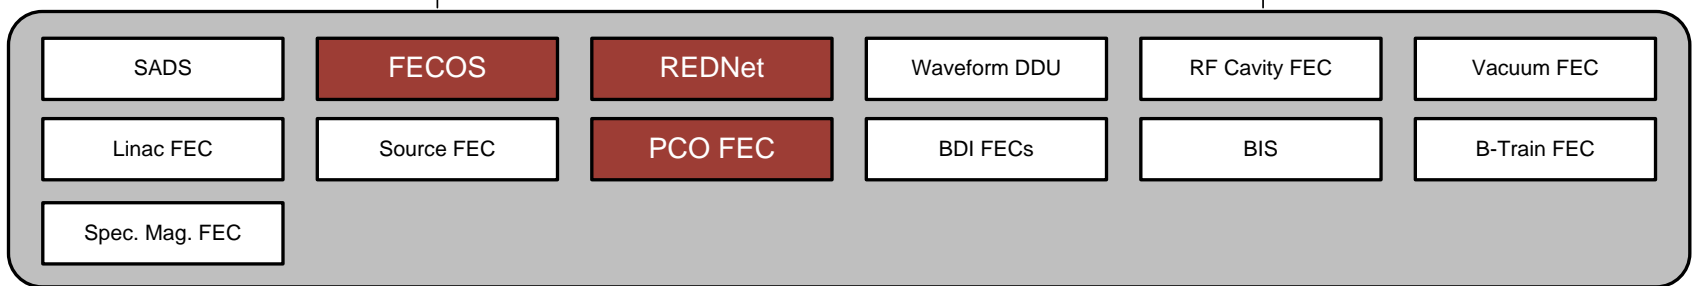 SADS
FECOS
REDNet
Waveform DDU
RF Cavity FEC
Vacuum FEC
Linac FEC
Source FEC
PCO FEC
BDI FECs
BIS
B-Train FEC
Spec. Mag. FEC